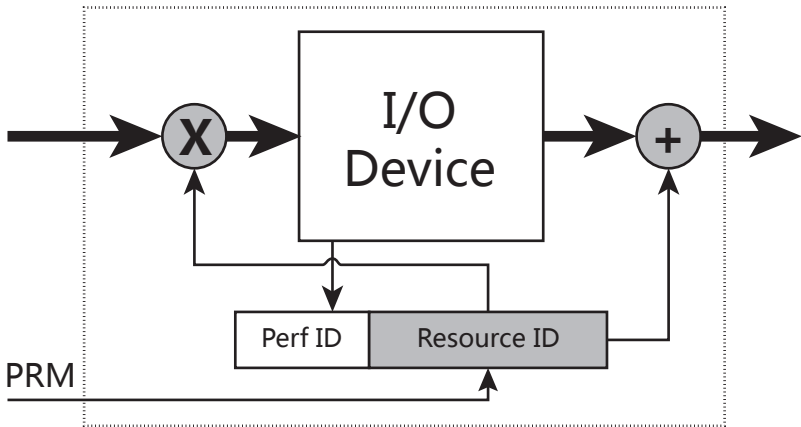 I/O
Device
X
+
Perf ID
Resource ID
PRM